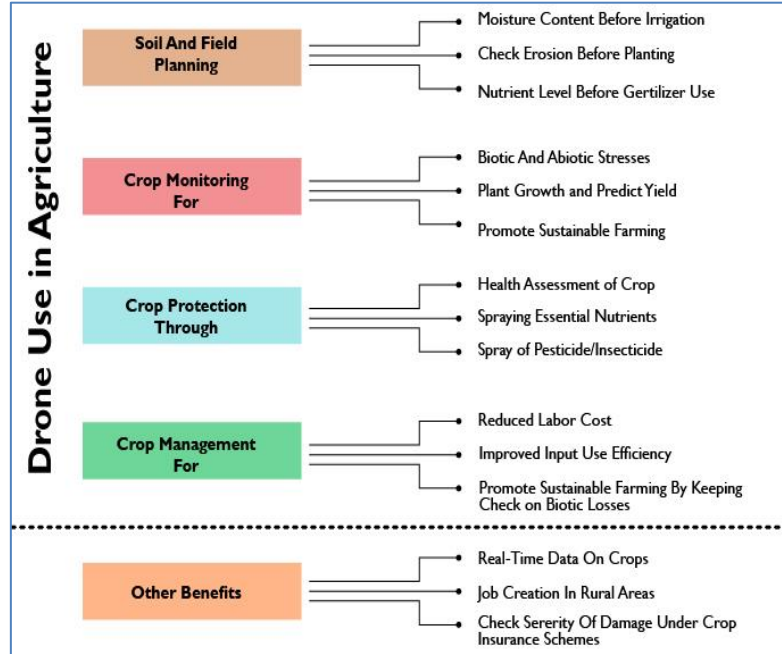 Drone Use in Agriculture
Soil And Field
Planning
Moisture Content Before Irrigation
Check Erosion Before Planting
Nutrient Level Before Gertilizer Use
Crop Monitoring
For
Biotic And Abiotic Stresses
Plant Growth and Predict Yield
Promote Sustainable Farming
Crop Protection
Through
Health Assessment of Crop
Spraying Essential Nutrients
Spray of Pesticide/Insecticide
Crop Management
For
Reduced Labor Cost
Improved Input Use Efficiency
Promote Sustainable Farming By Keeping
Check on Biotic Losses
Other Benefits
Real-Time Data On Crops
Job Creation In Rural Areas
Check Sererity Of Damage Under Crop
Insurance Schemes